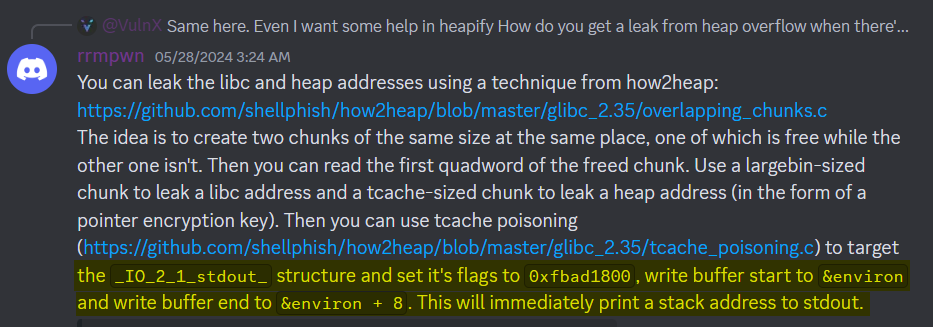 @VulnX Same here. Even I want some help in heapify How do you get a leak from heap overflow when there'...
rrmpwn 05/28/2024 3:24 AM
You can leak the libc and heap addresses using a technique from how2heap:
https://github.com/shellphish/how2heap/blob/master/glibc_2.35/overlapping_chunks.c
The idea is to create two chunks of the same size at the same place, one of which is free while the
other one isn't. Then you can read the first quadword of the freed chunk. Use a largebin-sized
chunk to leak a libc address and a tcache-sized chunk to leak a heap address (in the form of a
pointer encryption key). Then you can use tcache poisoning
(https://github.com/shellphish/how2heap/blob/master/glibc_2.35/tcache_poisoning.c) to target
the _IO_2_1_stdout_ structure and set it's flags to 0xfbad1800, write buffer start to &environ
and write buffer end to &environ + 8. This will immediately print a stack address to stdout.